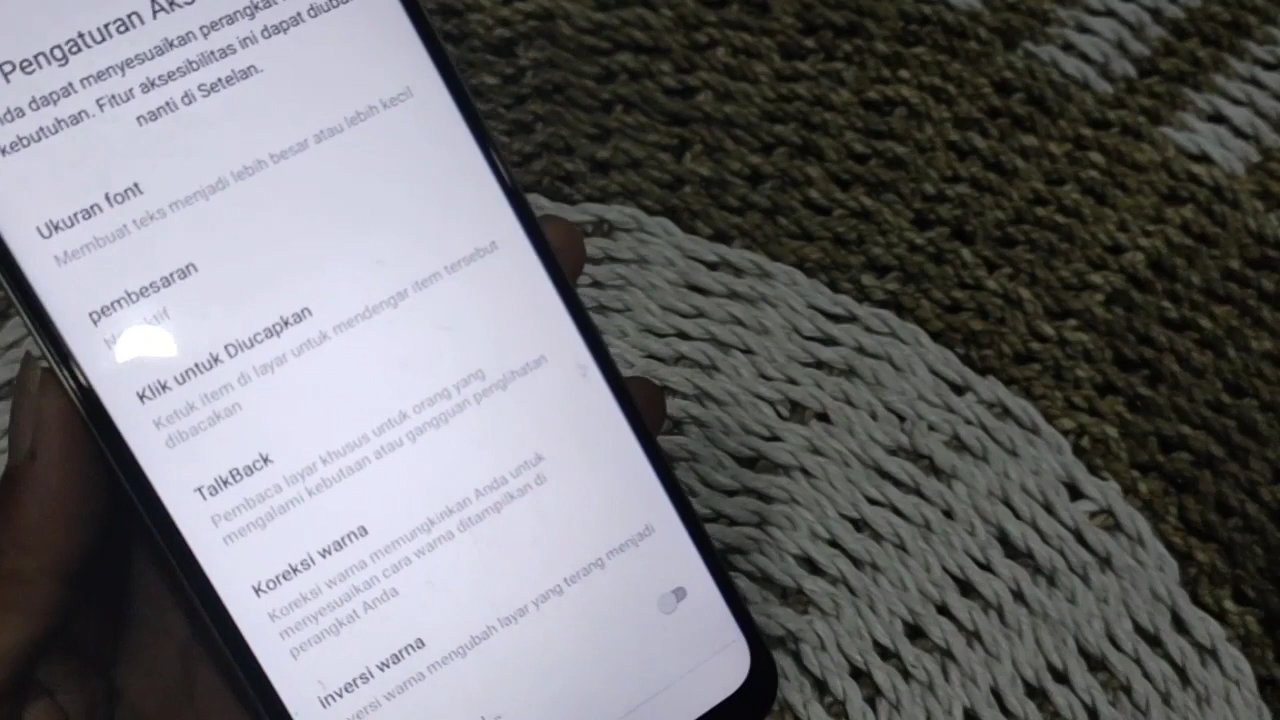 Pengaturan
dapat menyesuaikan perangkat
kebutuhan. Fitur aksesibilitas ini dapat
nanti di Setelan.
Ukuran font
Membuat teks menjadi lebih besar atau lebih kecil
pembesaran
Klik untuk Diucapkan
Ketuk item di layar untuk mendengar item tersebut
dibacakan
TalkBack
Pembaca layar khusus untuk orang yang
mengalami kebutaan atau gangguan penglihatan
Koreksi warna
Koreksi warna memungkinkan Anda untuk
menyesuaikan cara warna ditampilkan di
perangkat Anda
inversi warna
warna mengubah layar yang terang menjadi